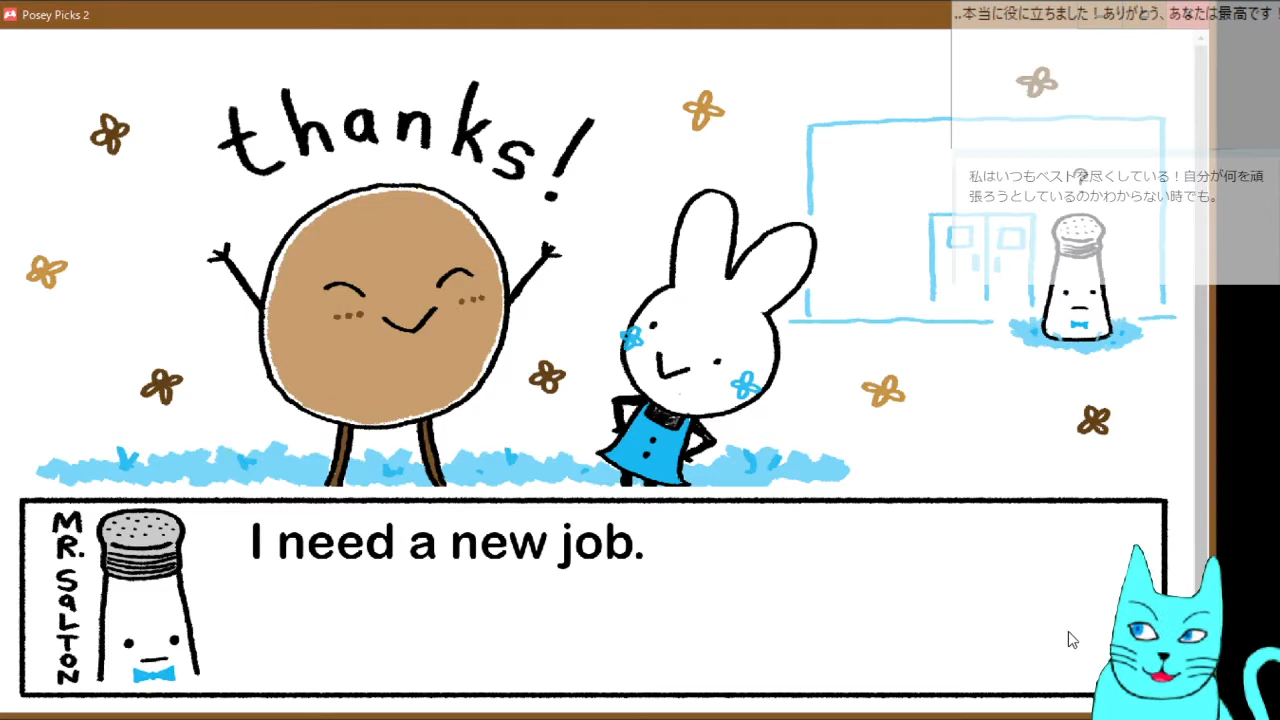 Posey Picks 2
..本当に役に立ちました！ありがとう、あなたは最高です！
thanks!
?
私はいつもベストを尽くしている！自分が何を頑
張ろうとしているのかわからない時でも。
MR. SALTON
I need a new job.